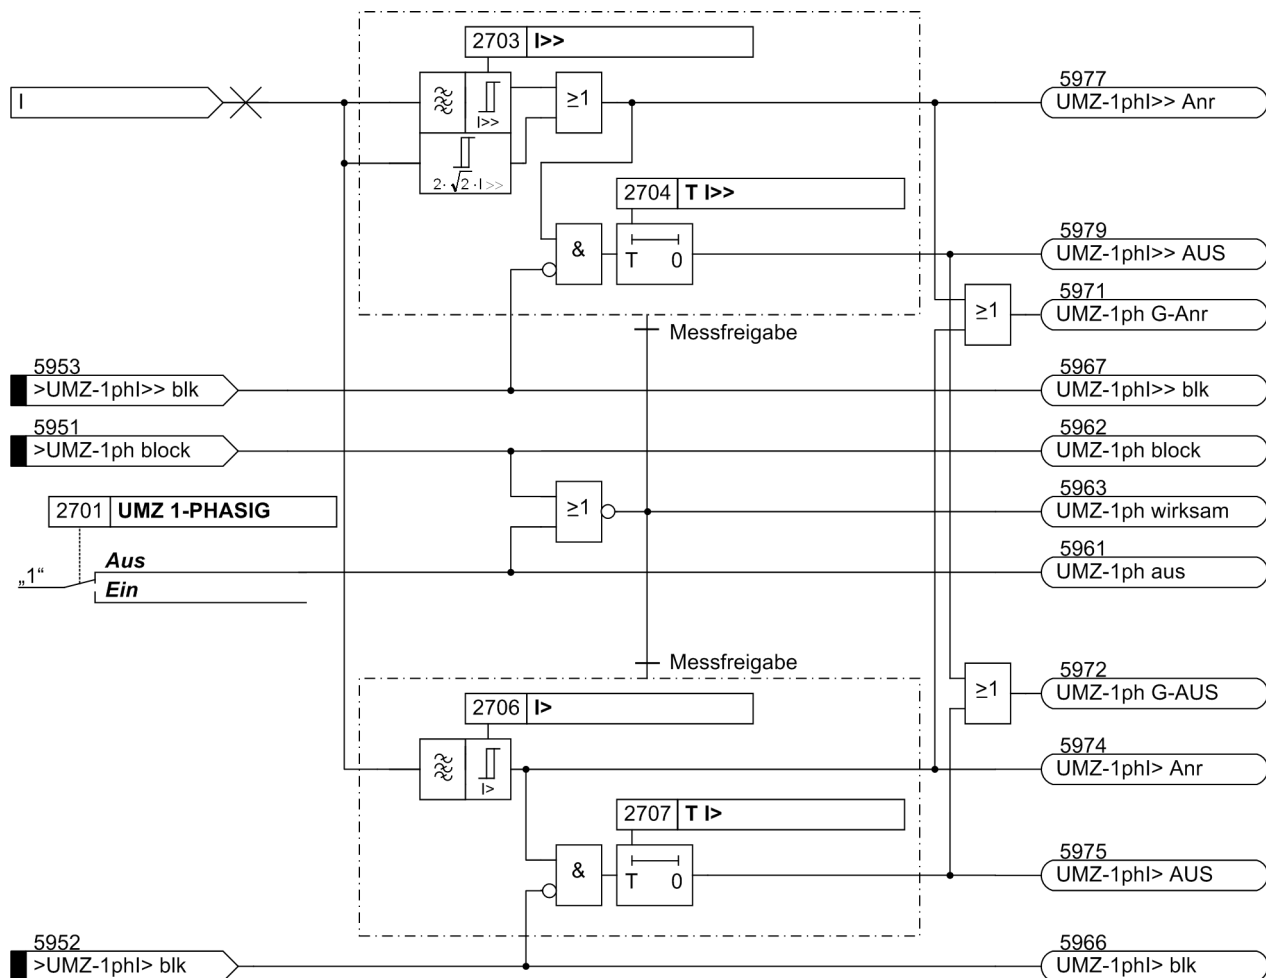 2703 I>>
I
I>>
≥1
5977
UMZ-1phI>> Anr
2·√2·I>>
2704 T I>>
&
T 0
5979
UMZ-1phI>> AUS
5971
UMZ-1ph G-Anr
≥1
Messfreigabe
5953
>UMZ-1phI>> blk
5967
UMZ-1phI>> blk
5951
>UMZ-1ph block
5962
UMZ-1ph block
2701 UMZ 1-PHASIG
≥1
5963
UMZ-1ph wirksam
„1“
Aus
Ein
5961
UMZ-1ph aus
Messfreigabe
≥1
5972
UMZ-1ph G-AUS
2706 I>
I>
5974
UMZ-1phI> Anr
2707 T I>
&
T 0
5975
UMZ-1phI> AUS
5952
>UMZ-1phI> blk
5966
UMZ-1phI> blk